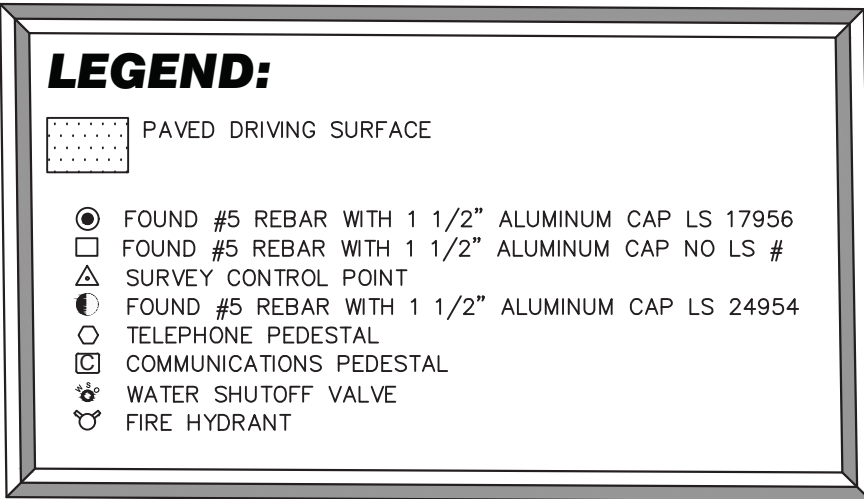 LEGEND:
PAVED DRIVING SURFACE
FOUND #5 REBAR WITH 1 1/2" ALUMINUM CAP LS 17956
FOUND #5 REBAR WITH 1 1/2" ALUMINUM CAP NO LS #
SURVEY CONTROL POINT
FOUND #5 REBAR WITH 1 1/2" ALUMINUM CAP LS 24954
TELEPHONE PEDESTAL
C COMMUNICATIONS PEDESTAL
WSO WATER SHUTOFF VALVE
FIRE HYDRANT